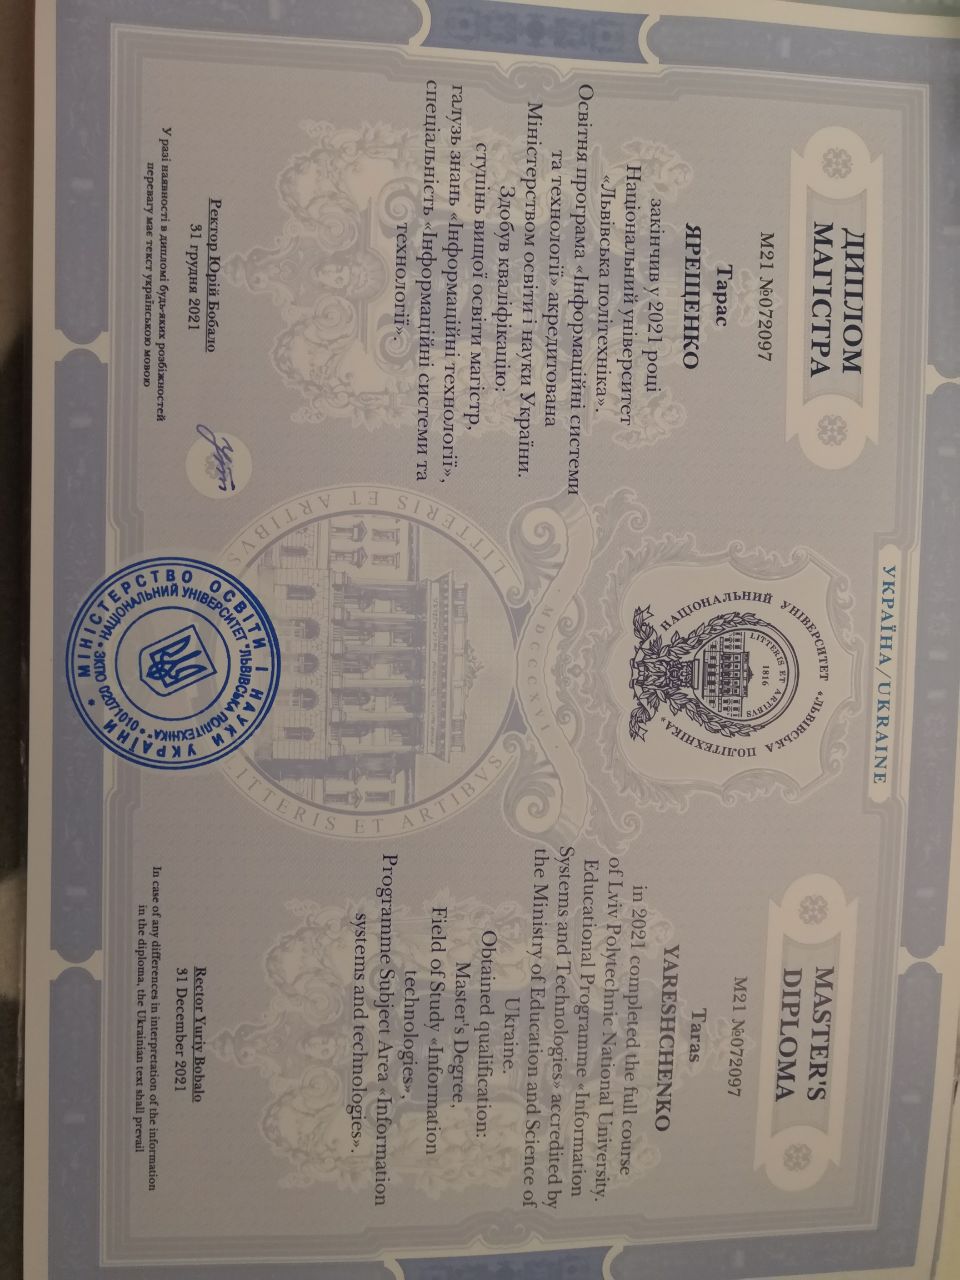 УКРАЇНА/UKRAINE
ДИПЛОМ
МАГІСТРА
М21 №072097
Тарас
ЯРЕЩЕНКО
закінчив у 2021 році
Національний університет
«Львівська політехніка».
Освітня програма «Інформаційні системи
та технології» акредитована
Міністерством освіти і науки України.
Здобув кваліфікацію:
ступінь вищої освіти магістр,
галузь знань «Інформаційні технології»,
спеціальність «Інформаційні системи та
технології».
Ректор Юрій Бобало
31 грудня 2021
У разі наявності в дипломі будь-яких розбіжностей
перевагу має текст українською мовою
НАЦІОНАЛЬНИЙ УНІВЕРСИТЕТ «ЛЬВІВСЬКА ПОЛІТЕХНІКА»
LITTERIS ET ARTIBVS
1816
MDCCCXVI
LITTERIS ET ARTIBVS
LITTERIS ET ARTIBVS
МІНІСТЕРСТВО ОСВІТИ І НАУКИ УКРАЇНИ *
НАЦІОНАЛЬНИЙ УНІВЕРСИТЕТ "ЛЬВІВСЬКА ПОЛІТЕХНІКА" • ЗКПО 02071010 •
MASTER'S
DIPLOMA
М21 №072097
Taras
YARESHCHENKO
in 2021 completed the full course
of Lviv Polytechnic National University.
Educational Programme «Information
Systems and Technologies» accredited by
the Ministry of Education and Science of
Ukraine.
Obtained qualification:
Master's Degree,
Field of Study «Information
technologies»,
Programme Subject Area «Information
systems and technologies».
Rector Yuriy Bobalo
31 December 2021
In case of any differences in interpretation of the information
in the diploma, the Ukrainian text shall prevail